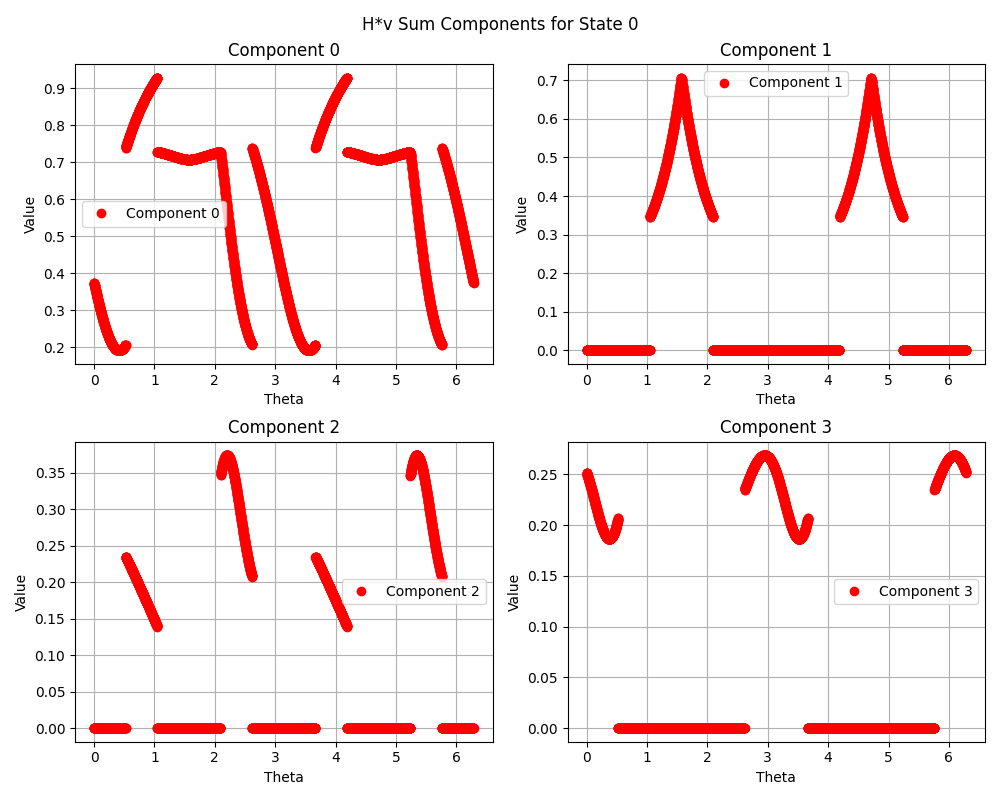 H*v Sum Components for State 0
Component 0
0.9
0.8
0.7
0.6
0.5
0.4
0.3
0.2
Value
Component 0
0 1 2 3 4 5 6
Theta
Component 1
0.7
0.6
0.5
0.4
0.3
0.2
0.1
0.0
Value
Component 1
0 1 2 3 4 5 6
Theta
Component 2
0.35
0.30
0.25
0.20
0.15
0.10
0.05
0.00
Value
Component 2
0 1 2 3 4 5 6
Theta
Component 3
0.25
0.20
0.15
0.10
0.05
0.00
Value
Component 3
0 1 2 3 4 5 6
Theta